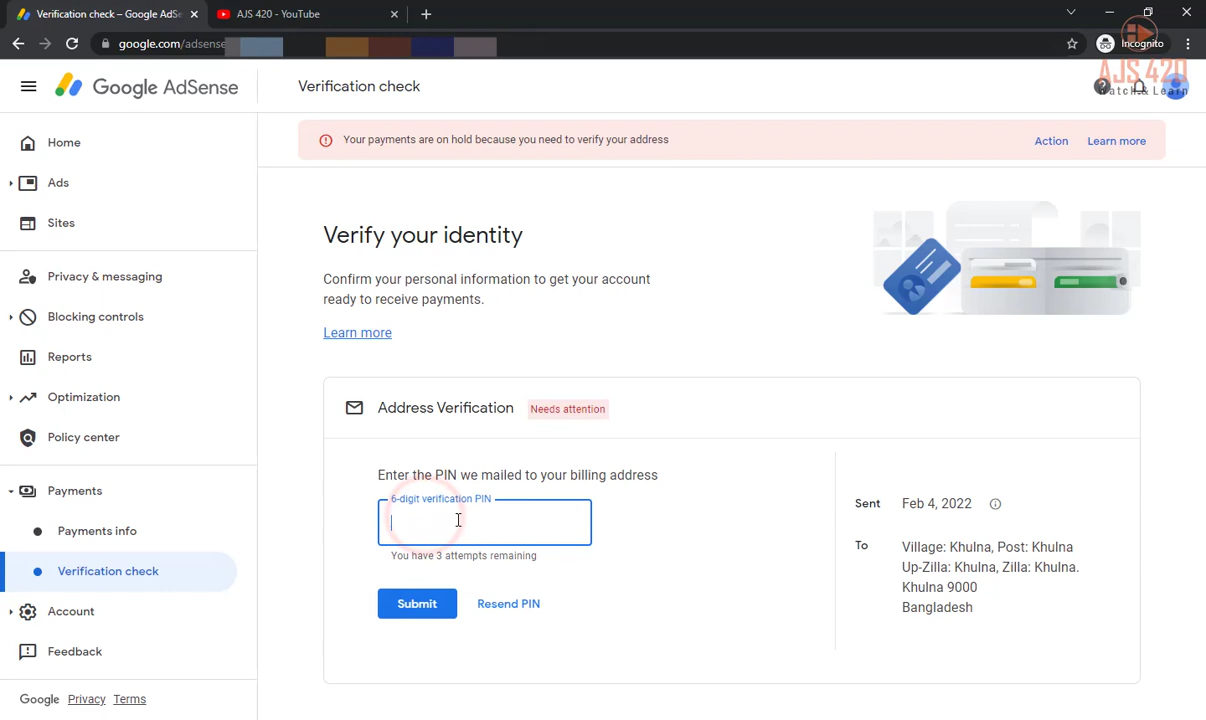 Verification check – Google AdSe
AJS 420 - YouTube
google.com/adsense
Incognito
AJS 420
Watch & Learn
Google AdSense
Verification check
Home
Ads
Sites
Privacy & messaging
Blocking controls
Reports
Optimization
Policy center
Payments
Payments info
Verification check
Account
Feedback
Google Privacy Terms
Your payments are on hold because you need to verify your address
Action
Learn more
Verify your identity
Confirm your personal information to get your account
ready to receive payments.
Learn more
Address Verification
Needs attention
Enter the PIN we mailed to your billing address
6-digit verification PIN
You have 3 attempts remaining
Submit
Resend PIN
Sent Feb 4, 2022
To Village: Khulna, Post: Khulna
Up-Zilla: Khulna, Zilla: Khulna.
Khulna 9000
Bangladesh